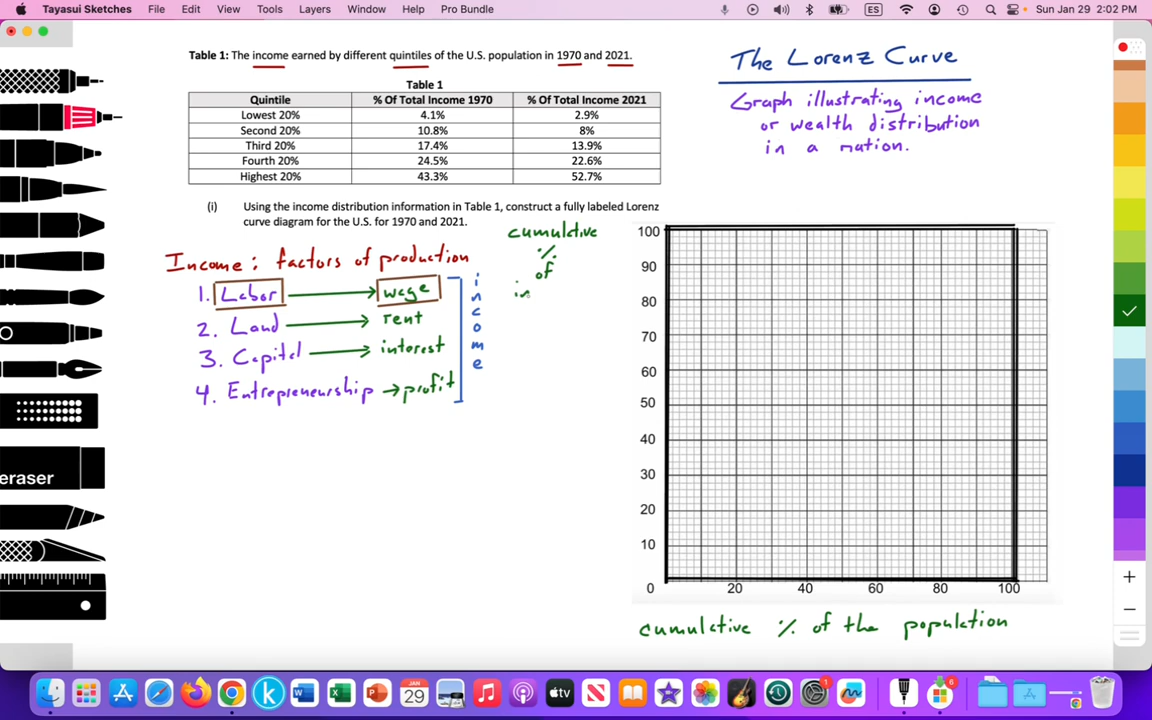 Tayasui Sketches File Edit View Tools Layers Window Help Pro Bundle ES Sun Jan 29 2:02 PM
Table 1: The income earned by different quintiles of the U.S. population in 1970 and 2021.
Table 1
Quintile % Of Total Income 1970 % Of Total Income 2021
Lowest 20% 4.1% 2.9%
Second 20% 10.8% 8%
Third 20% 17.4% 13.9%
Fourth 20% 24.5% 22.6%
Highest 20% 43.3% 52.7%
(i) Using the income distribution information in Table 1, construct a fully labeled Lorenz
curve diagram for the U.S. for 1970 and 2021.
The Lorenz Curve
Graph illustrating income
or wealth distribution
in a nation.
Income: factors of production
1. Labor wage
2. Land rent
3. Capital interest
4. Entrepreneurship profit
income
cumulative
%
of
in
100
90
80
70
60
50
40
30
20
10
0 20 40 60 80 100
cumulative % of the population
eraser
JAN
29
1
6